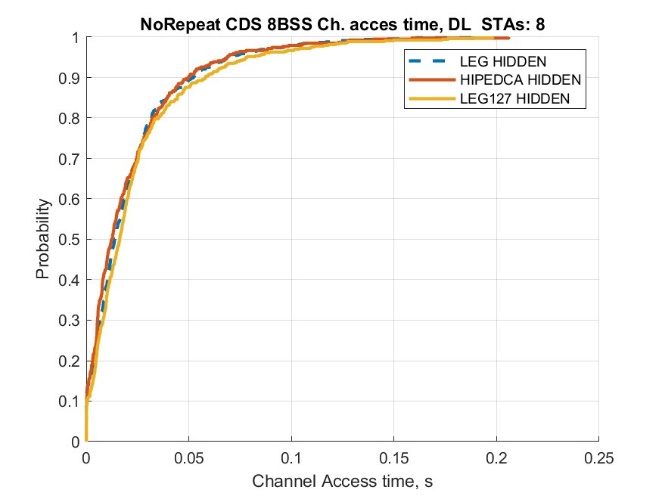 NoRepeat CDS 8BSS Ch. acces time, DL  STAs: 8
1
0.9
0.8
0.7
0.6
0.5
0.4
0.3
0.2
0.1
0
Probability
LEG HIDDEN
HIPEDCA HIDDEN
LEG127 HIDDEN
0 0.05 0.1 0.15 0.2 0.25
Channel Access time, s